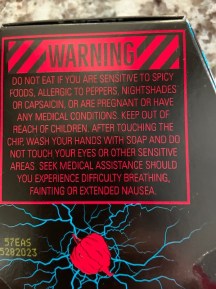 WARNING
DO NOT EAT IF YOU ARE SENSITIVE TO SPICY
FOODS, ALLERGIC TO PEPPERS, NIGHTSHADES
OR CAPSAICIN, OR ARE PREGNANT OR HAVE
ANY MEDICAL CONDITIONS. KEEP OUT OF
REACH OF CHILDREN. AFTER TOUCHING THE
CHIP, WASH YOUR HANDS WITH SOAP AND DO
NOT TOUCH YOUR EYES OR OTHER SENSITIVE
AREAS. SEEK MEDICAL ASSISTANCE SHOULD
YOU EXPERIENCE DIFFICULTY BREATHING,
FAINTING OR EXTENDED NAUSEA.
57EAS
5282023